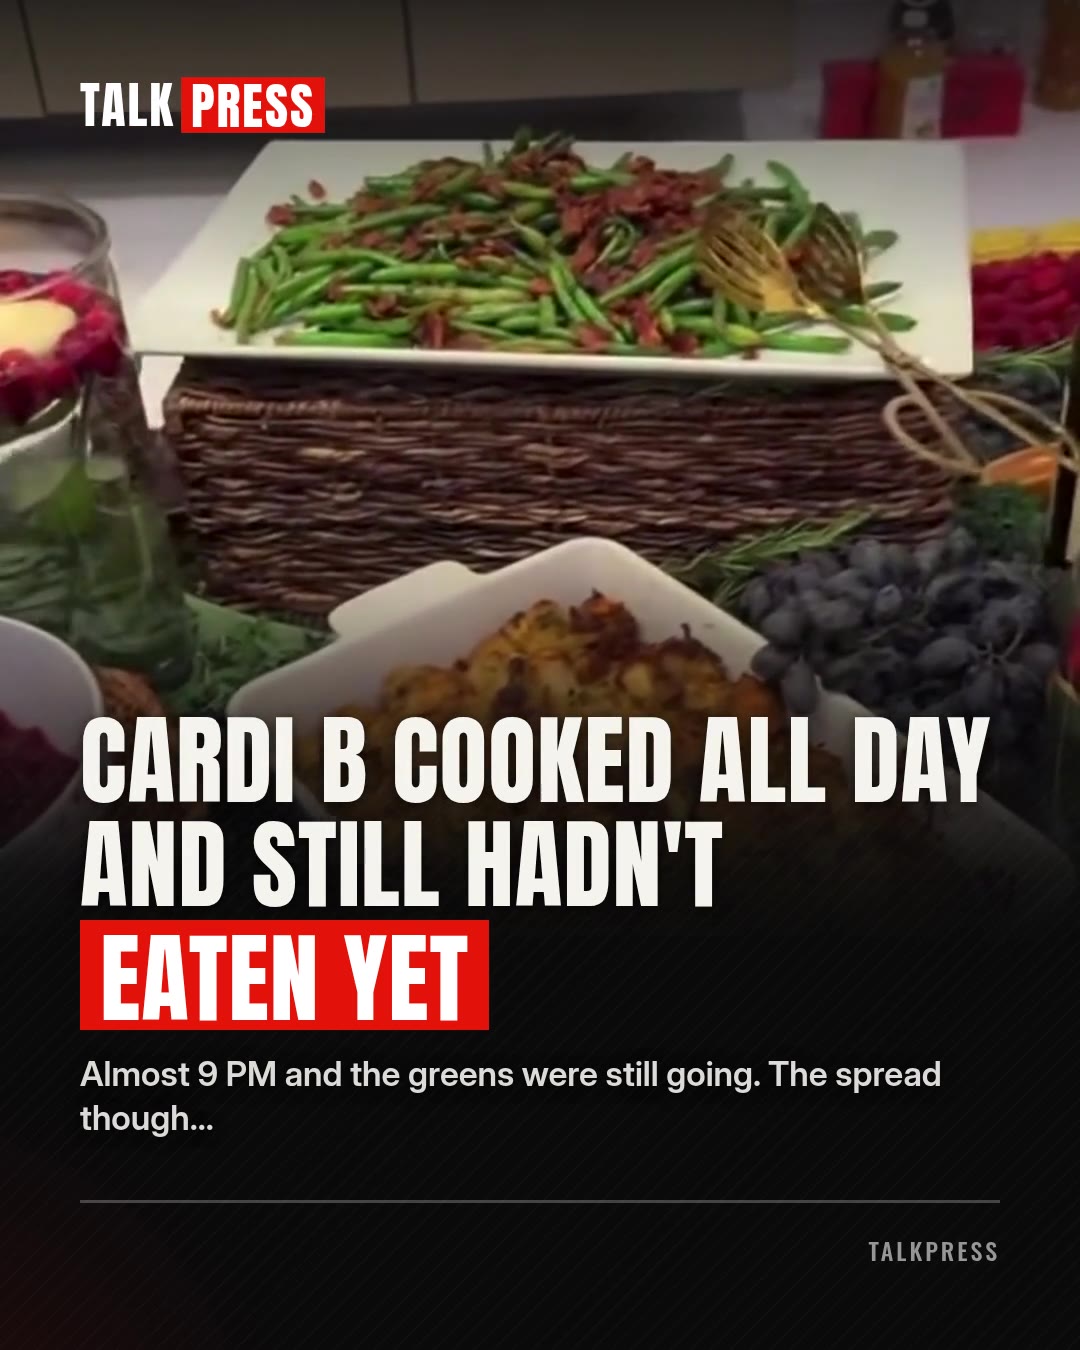 TALK PRESS
CARDI B COOKED ALL DAY
AND STILL HADN'T
EATEN YET
Almost 9 PM and the greens were still going. The spread
though...
TALKPRESS